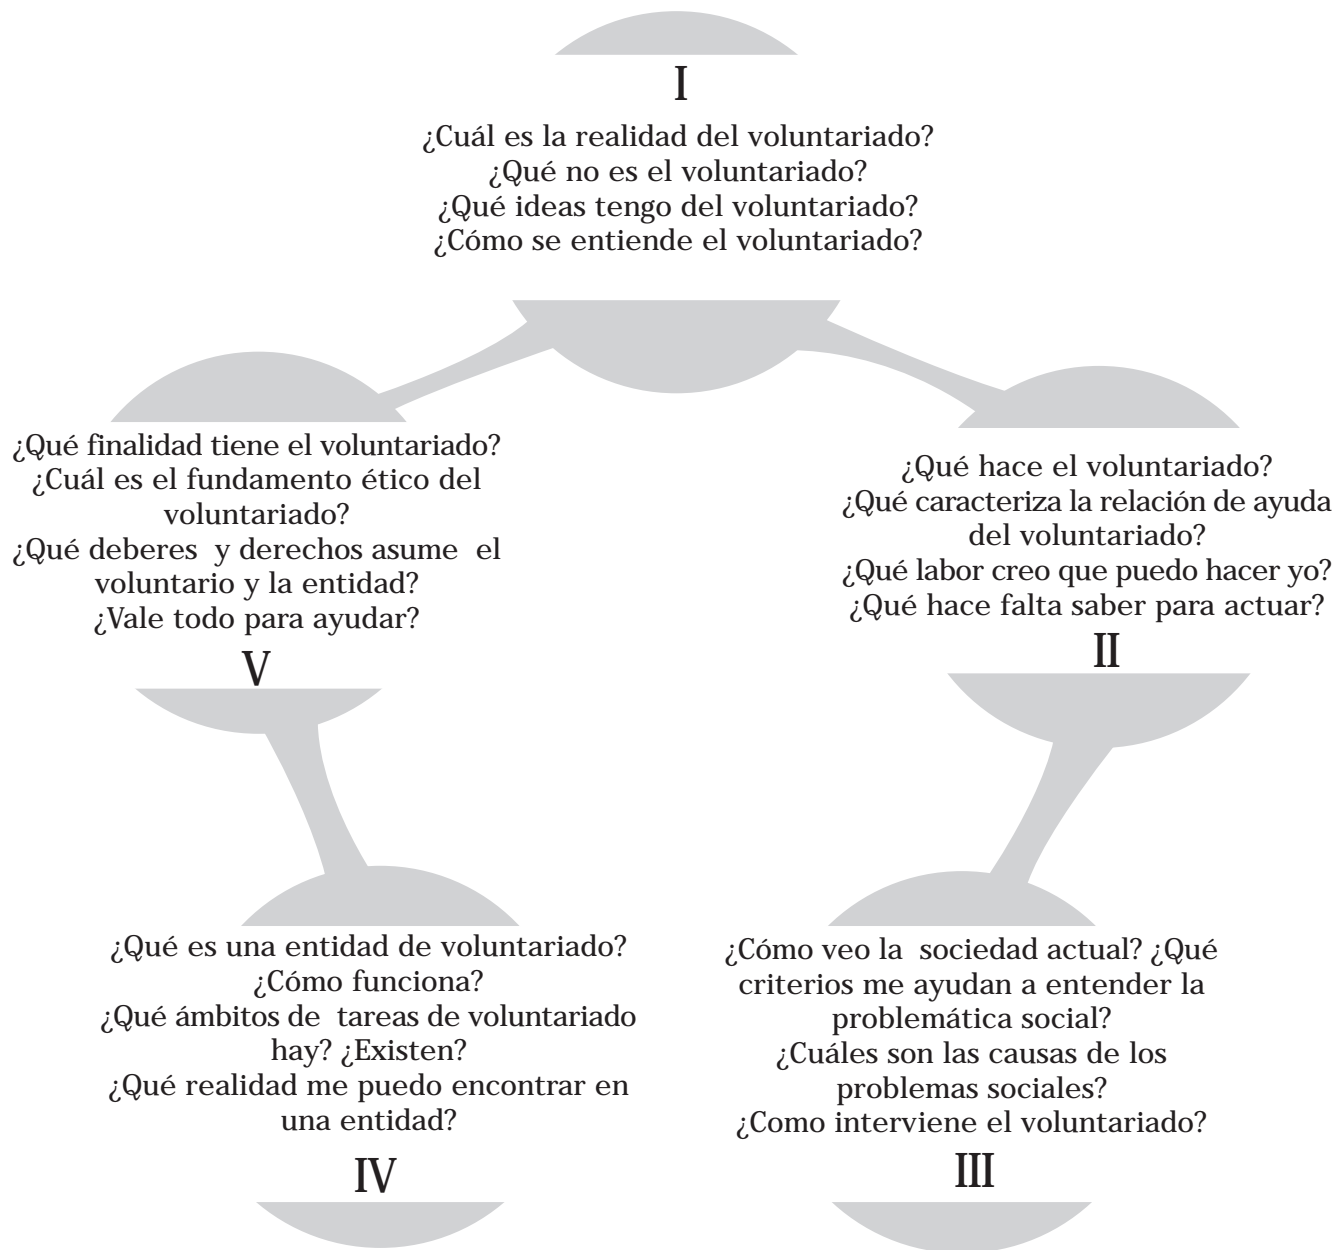 I
¿Cuál es la realidad del voluntariado?
¿Qué no es el voluntariado?
¿Qué ideas tengo del voluntariado?
¿Cómo se entiende el voluntariado?
¿Qué finalidad tiene el voluntariado?
¿Cuál es el fundamento ético del
voluntariado?
¿Qué deberes y derechos asume el
voluntario y la entidad?
¿Vale todo para ayudar?
V
¿Qué hace el voluntariado?
¿Qué caracteriza la relación de ayuda
del voluntariado?
¿Qué labor creo que puedo hacer yo?
¿Qué hace falta saber para actuar?
II
¿Qué es una entidad de voluntariado?
¿Cómo funciona?
¿Qué ámbitos de tareas de voluntariado
hay? ¿Existen?
¿Qué realidad me puedo encontrar en
una entidad?
IV
¿Cómo veo la sociedad actual? ¿Qué
criterios me ayudan a entender la
problemática social?
¿Cuáles son las causas de los
problemas sociales?
¿Como interviene el voluntariado?
III